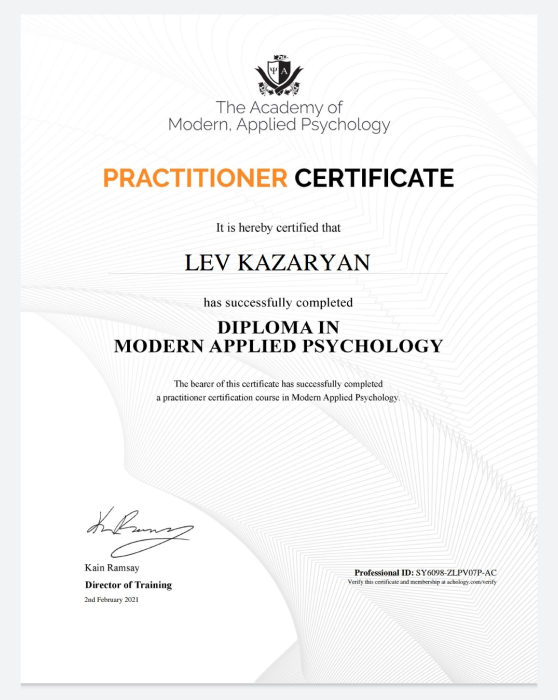 ΨA
The Academy of
Modern, Applied Psychology
PRACTITIONER CERTIFICATE
It is hereby certified that
LEV KAZARYAN
has successfully completed
DIPLOMA IN
MODERN APPLIED PSYCHOLOGY
The bearer of this certificate has successfully completed
a practitioner certification course in Modern Applied Psychology.
Kain Ramsay
Director of Training
2nd February 2021
Professional ID: SY6098-ZLPV07P-AC
Verify this certificate and membership at achology.com/verify